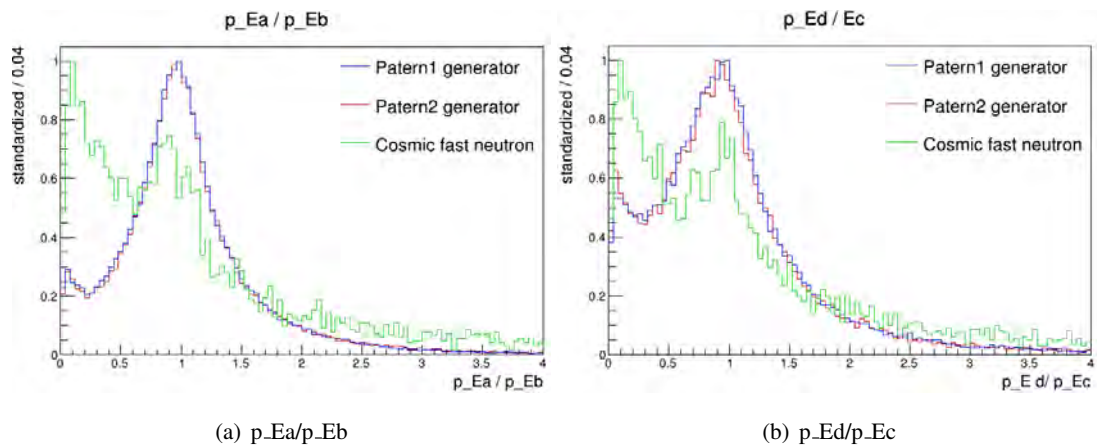 p_Ea / p_Eb
standardized / 0.04
1
0.8
0.6
0.4
0.2
0
0 0.5 1 1.5 2 2.5 3 3.5 4
p_Ea / p_Eb
Patern1 generator
Patern2 generator
Cosmic fast neutron
(a) p_Ea/p_Eb
p_Ed / Ec
standardized / 0.04
1
0.8
0.6
0.4
0.2
0
0 0.5 1 1.5 2 2.5 3 3.5 4
p_E d/ p_Ec
Patern1 generator
Patern2 generator
Cosmic fast neutron
(b) p_Ed/p_Ec